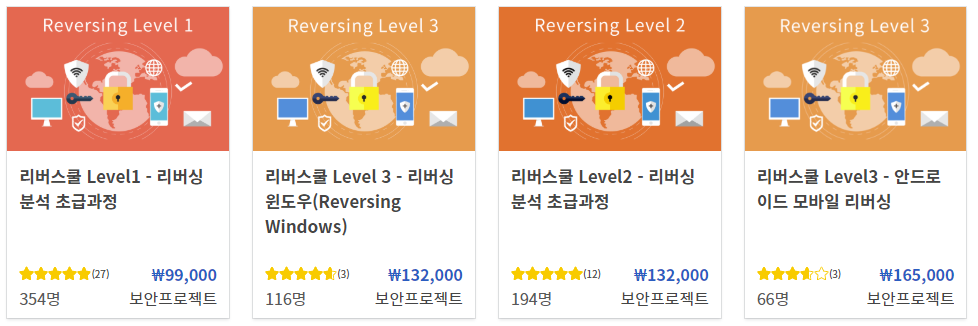 Reversing Level 1
리버스쿨 Level1 - 리버싱
분석 초급과정
(27)
₩99,000
354명
보안프로젝트
Reversing Level 3
리버스쿨 Level 3 - 리버싱
윈도우(Reversing
Windows)
(3)
₩132,000
116명
보안프로젝트
Reversing Level 2
리버스쿨 Level2 - 리버싱
분석 초급과정
(12)
₩132,000
194명
보안프로젝트
Reversing Level 3
리버스쿨 Level3 - 안드로
이드 모바일 리버싱
(3)
₩165,000
66명
보안프로젝트